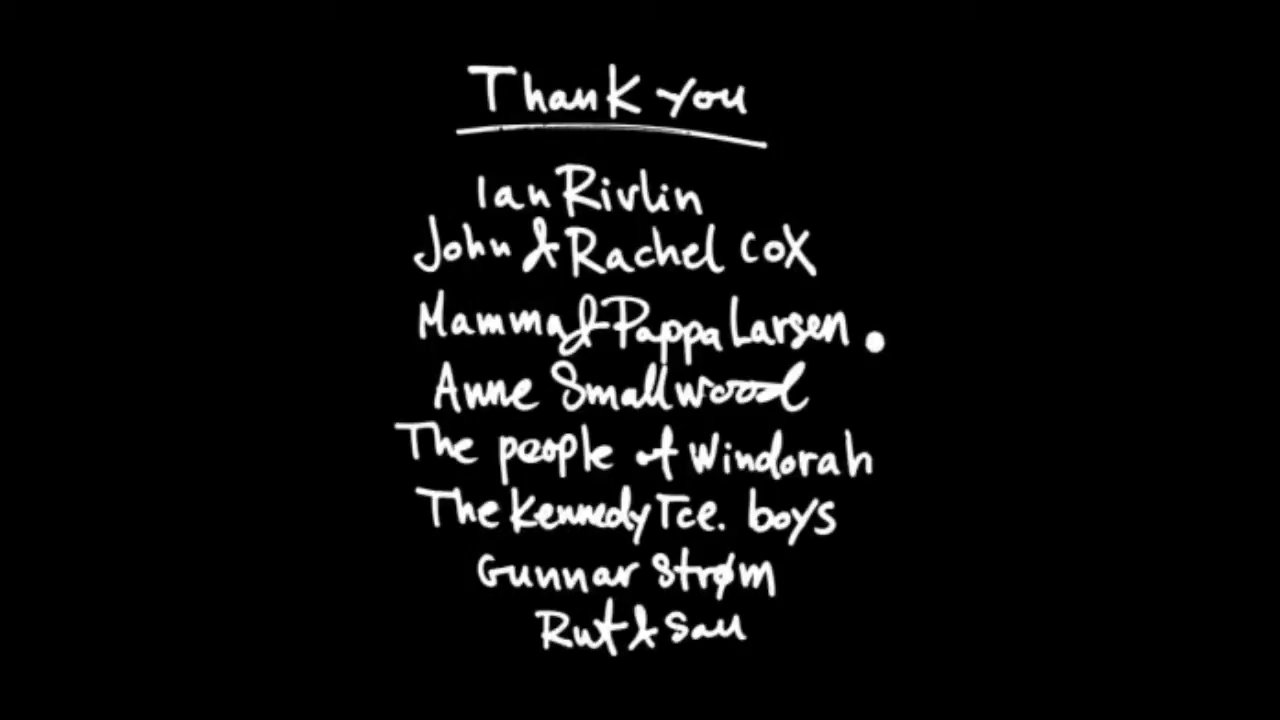 Thank you
Ian Rivlin
John & Rachel Cox
Mamma & Pappa Larsen.
Anne Smallwood
The people of Windorah
The Kennedy Tce. boys
Gunnar Strøm
Rut &